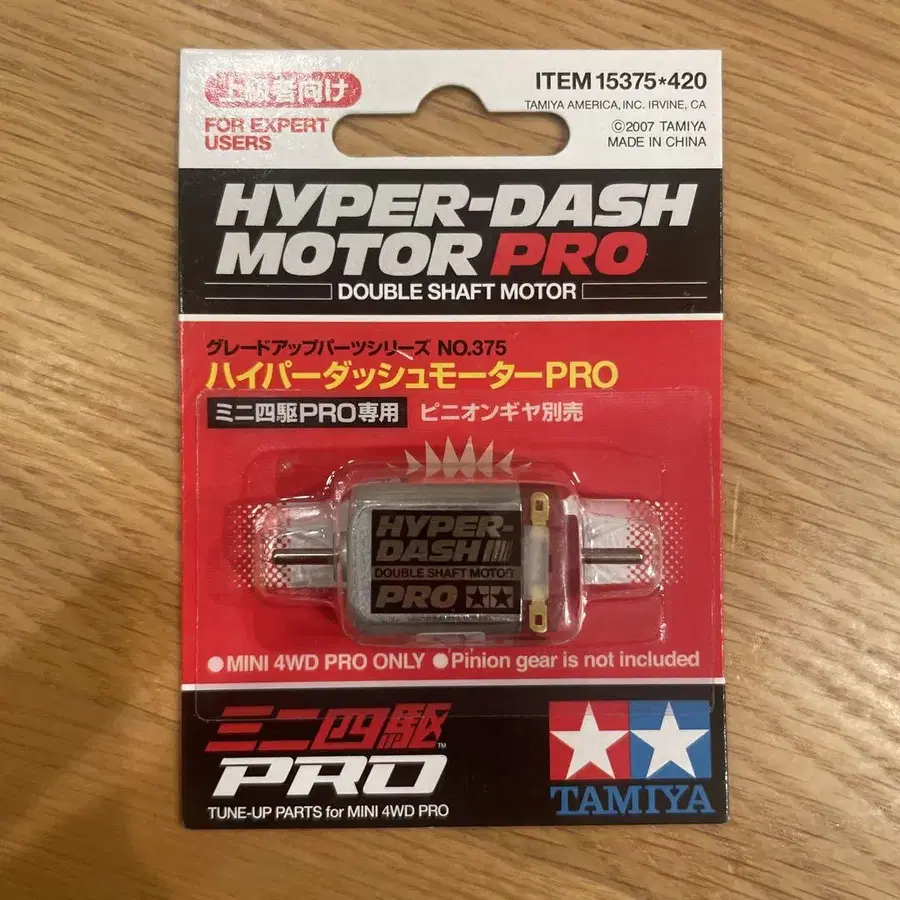 上級者向け
FOR EXPERT
USERS
ITEM 15375*420
TAMIYA AMERICA, INC. IRVINE, CA
©2007 TAMIYA
MADE IN CHINA
HYPER-DASH
MOTOR PRO
DOUBLE SHAFT MOTOR
グレードアップパーツシリーズ NO.375
ハイパーダッシュモーターPRO
ミニ四駆PRO専用 ピニオンギヤ別売
HYPER-
DASH
DOUBLE SHAFT MOTOR
PRO
●MINI 4WD PRO ONLY ●Pinion gear is not included
ミニ四駆™
PRO
TUNE-UP PARTS for MINI 4WD PRO
TAMIYA